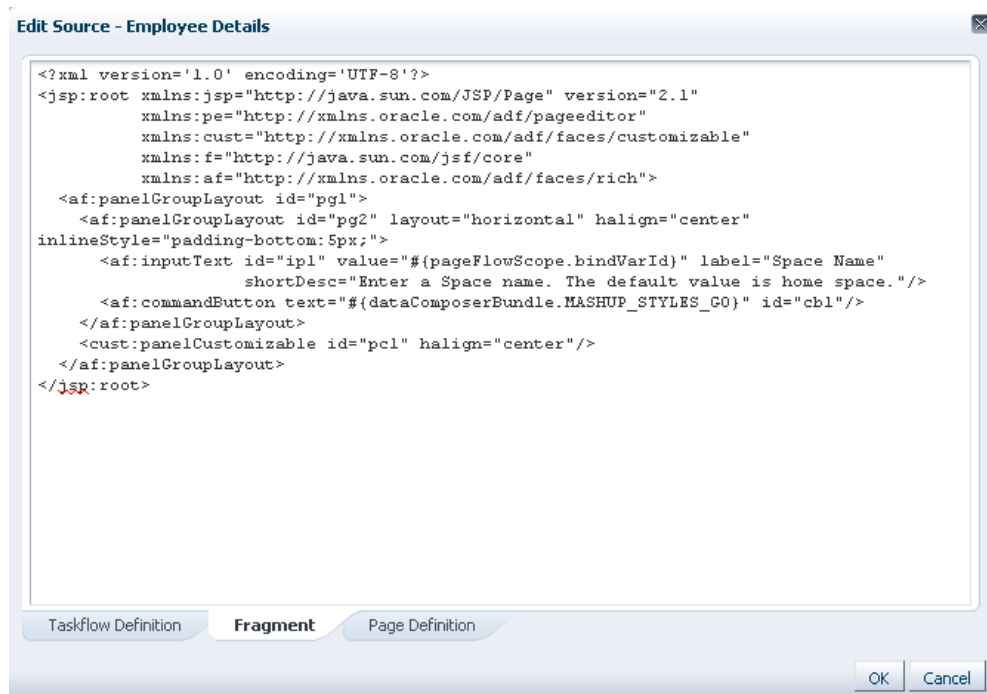 Edit Source - Employee Details
<?xml version='1.0' encoding='UTF-8'?>
<jsp:root xmlns:jsp="http://java.sun.com/JSP/Page" version="2.1"
xmlns:pe="http://xmlns.oracle.com/adf/pageeditor"
xmlns:cust="http://xmlns.oracle.com/adf/faces/customizable"
xmlns:f="http://java.sun.com/jsf/core"
xmlns:af="http://xmlns.oracle.com/adf/faces/rich">
<af:panelGroupLayout id="pgl">
<af:panelGroupLayout id="pg2" layout="horizontal" halign="center"
inlineStyle="padding-bottom:5px;">
<af:inputText id="ip1" value="#{pageFlowScope.bindVarId}" label="Space Name"
shortDesc="Enter a Space name. The default value is home space."/>
<af:commandButton text="#{dataComposerBundle.MASHUP_STYLES_GO}" id="cb1"/>
</af:panelGroupLayout>
<cust:panelCustomizable id="pc1" halign="center"/>
</af:panelGroupLayout>
</jsp:root>
Taskflow Definition Fragment Page Definition
OK Cancel